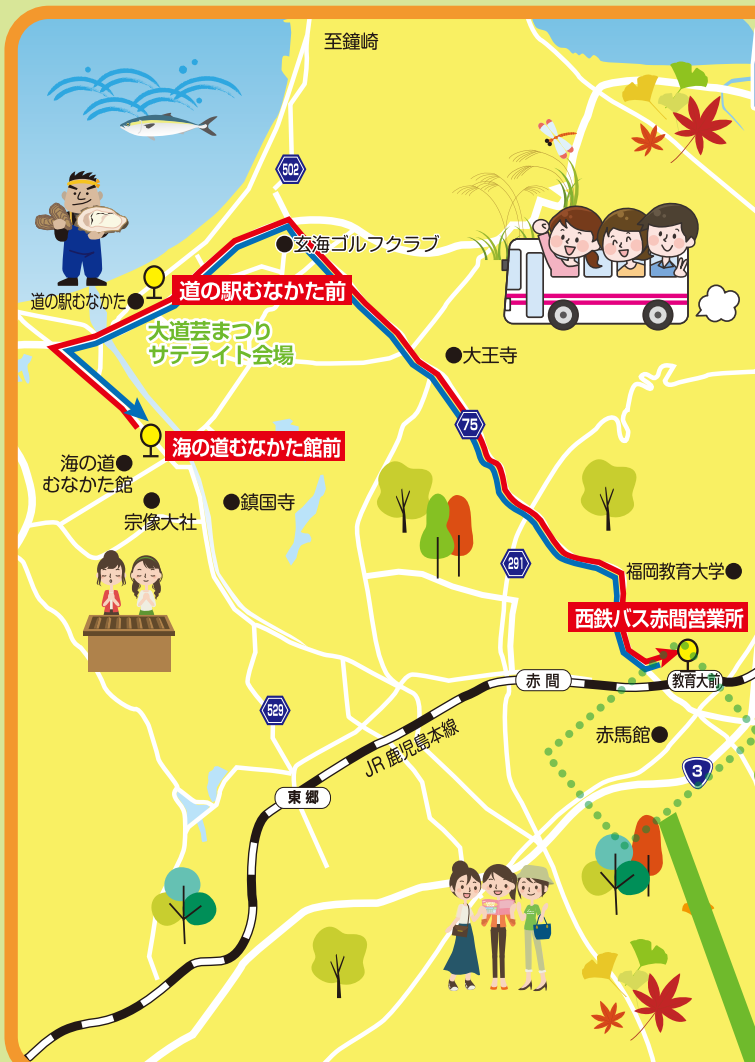 至鐘崎
502
玄海ゴルフクラブ
道の駅むなかた前
道の駅むなかた
大道芸まつり
サテライト会場
大王寺
75
海の道むなかた館前
海の道
むなかた館
宗像大社
鎮国寺
291
福岡教育大学
西鉄バス赤間営業所
赤間
教育大前
529
JR鹿児島本線
赤馬館
3
東郷